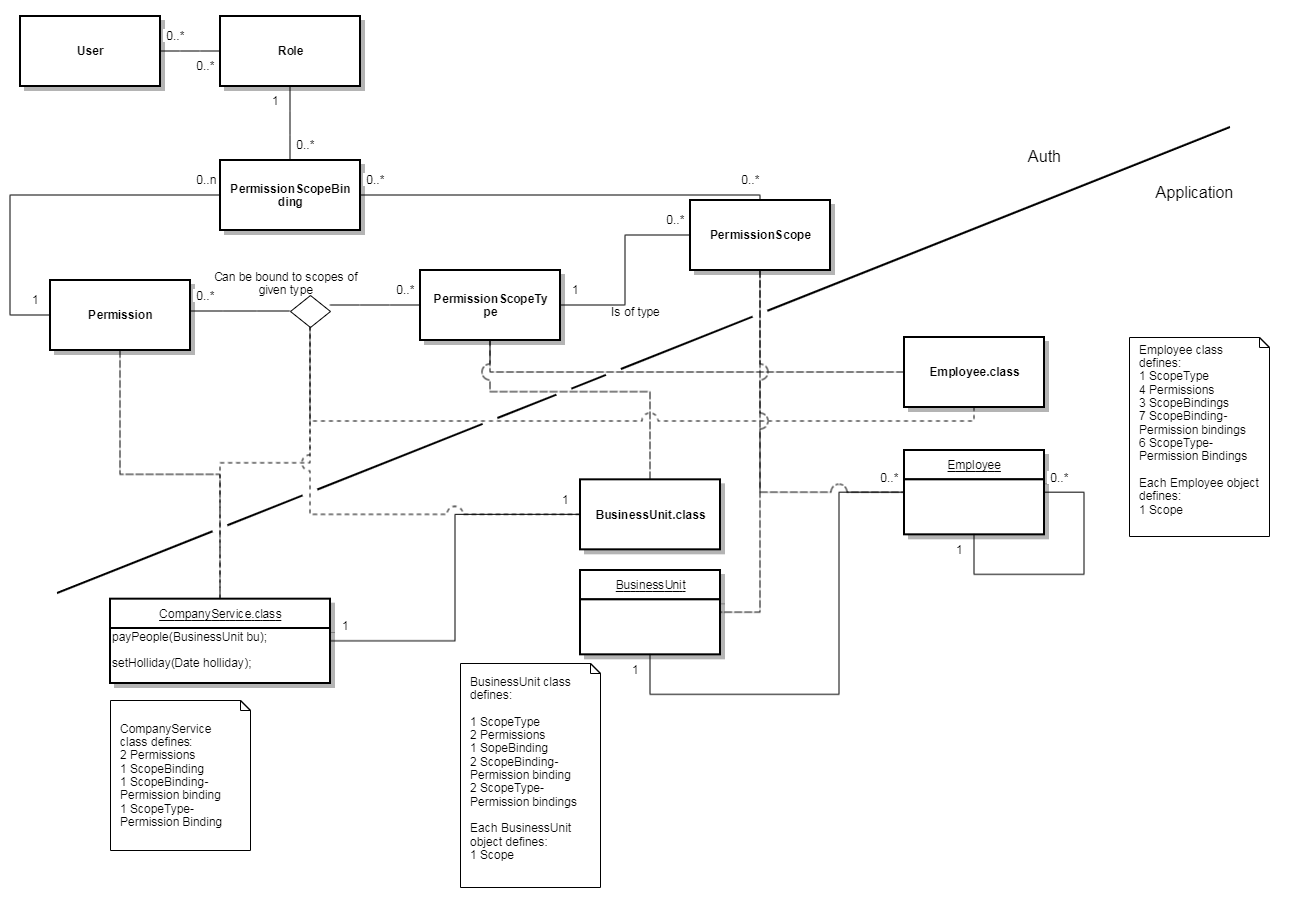 User
0..*
0..*
Role
1
0..*
0..n
PermissionScopeBin
ding
0..*
0..*
Auth
Application
0..*
PermissionScope
1
Permission
0..*
Can be bound to scopes of
given type
0..*
PermissionScopeTy
pe
1
Is of type
Employee.class
Employee class
defines:
1 ScopeType
4 Permissions
3 ScopeBindings
7 ScopeBinding-
Permission bindings
6 ScopeType-
Permission Bindings
Each Employee object
defines:
1 Scope
0..*
Employee
0..*
1
1
BusinessUnit.class
BusinessUnit
1
CompanyService.class
payPeople(BusinessUnit bu);
setHolliday(Date holliday);
1
CompanyService
class defines:
2 Permissions
1 ScopeBinding
1 ScopeBinding-
Permission binding
1 ScopeType-
Permission Binding
BusinessUnit class
defines:
1 ScopeType
2 Permissions
1 SopeBinding
2 ScopeBinding-
Permission binding
2 ScopeType-
Permission bindings
Each BusinessUnit
object defines:
1 Scope